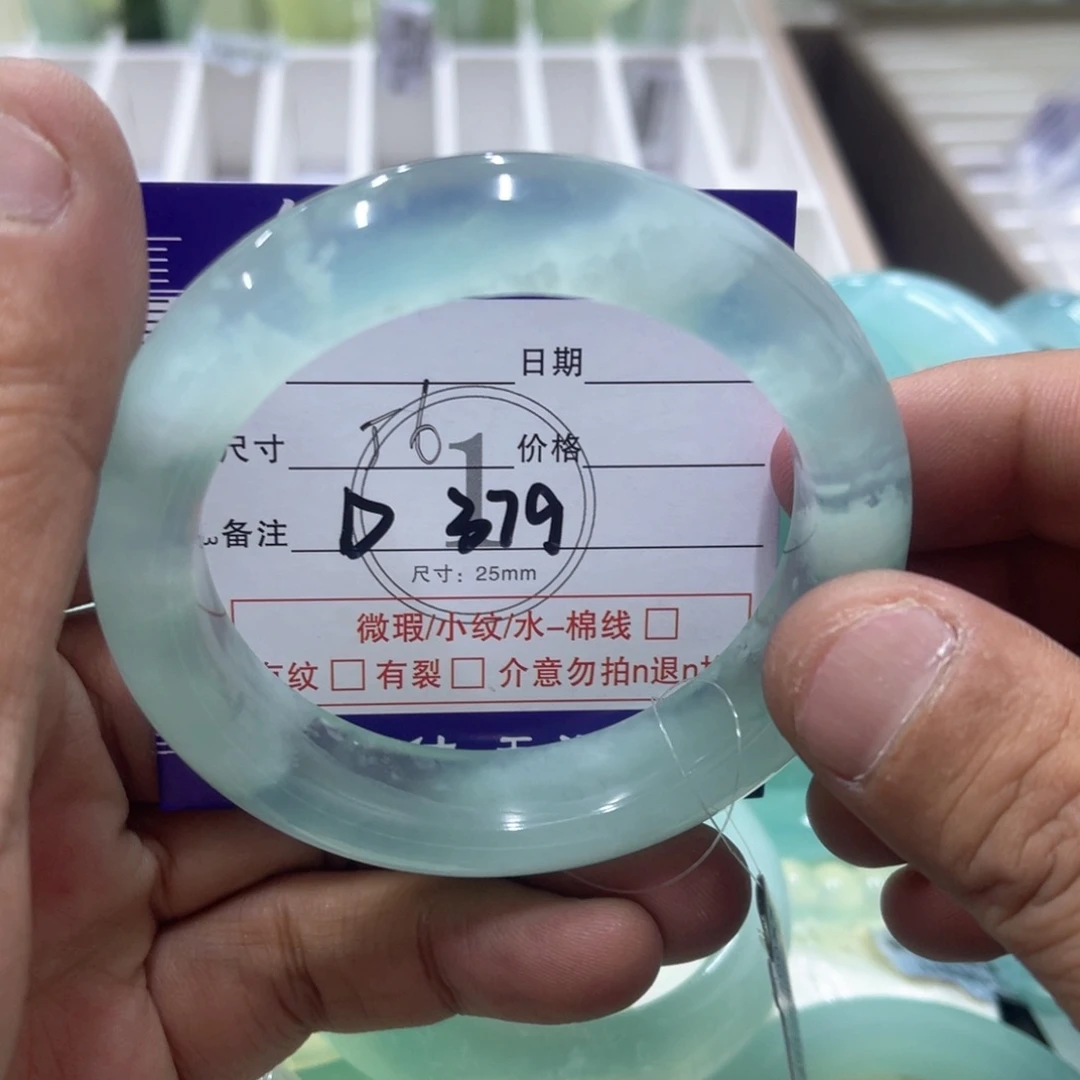 日期
尺寸 56 价格
1
备注 D 379
尺寸：25mm
微瑕/小纹/水-棉线 □
纹 □ 有裂 □ 介意勿拍n退n